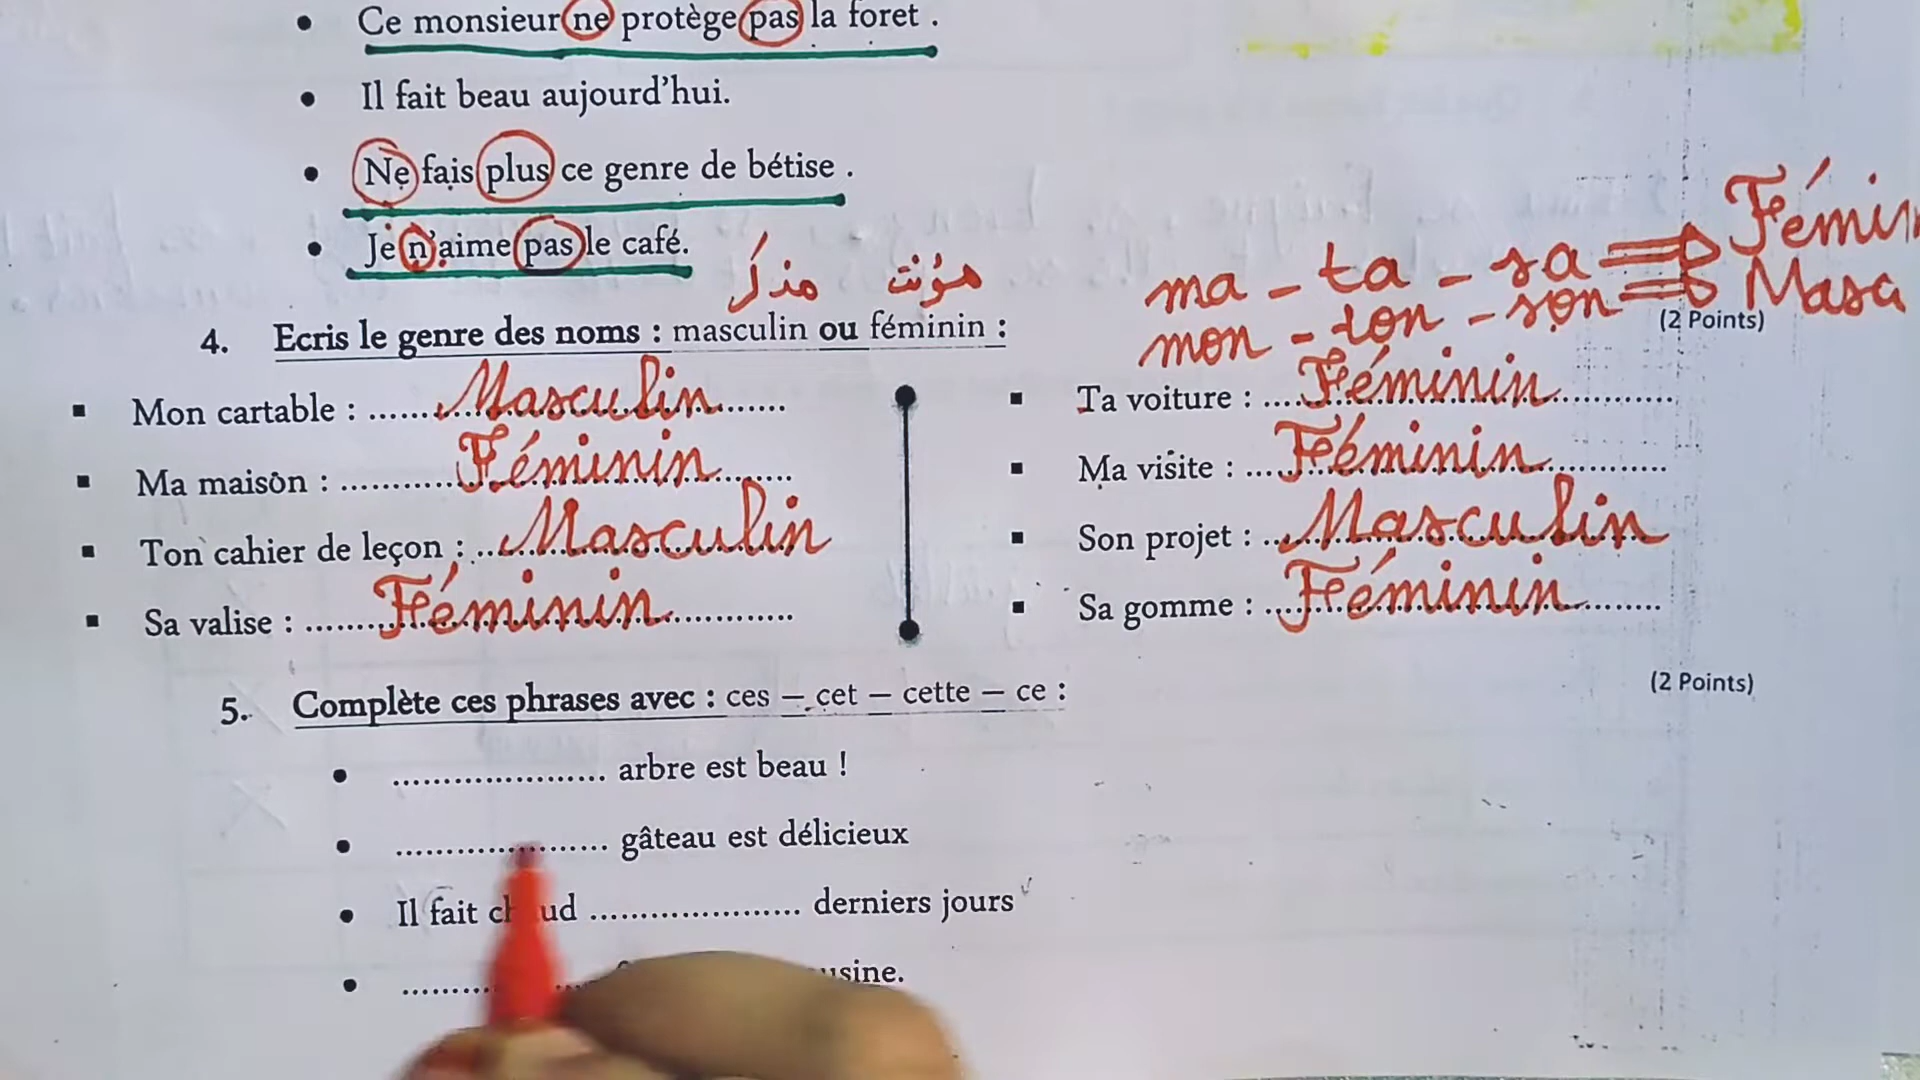 • Ce monsieur ne protège pas la foret .
• Il fait beau aujourd'hui.
• Ne fais plus ce genre de bétise .
• Je n'aime pas le café.
مذكر مؤنث
ma - ta - sa ⇒
mon - ton - son ⇒
4. Ecris le genre des noms : masculin ou féminin : (2 Points)
▪ Mon cartable : Masculin
▪ Ma maison : Féminin
▪ Ton cahier de leçon : Masculin
▪ Sa valise : Féminin
▪ Ta voiture : Féminin
▪ Ma visite : Féminin
▪ Son projet : Masculin
▪ Sa gomme : Féminin
5. Complète ces phrases avec : ces – cet – cette – ce : (2 Points)
• ..................... arbre est beau !
• ..................... gâteau est délicieux
• Il fait ..................... derniers jours
• .........